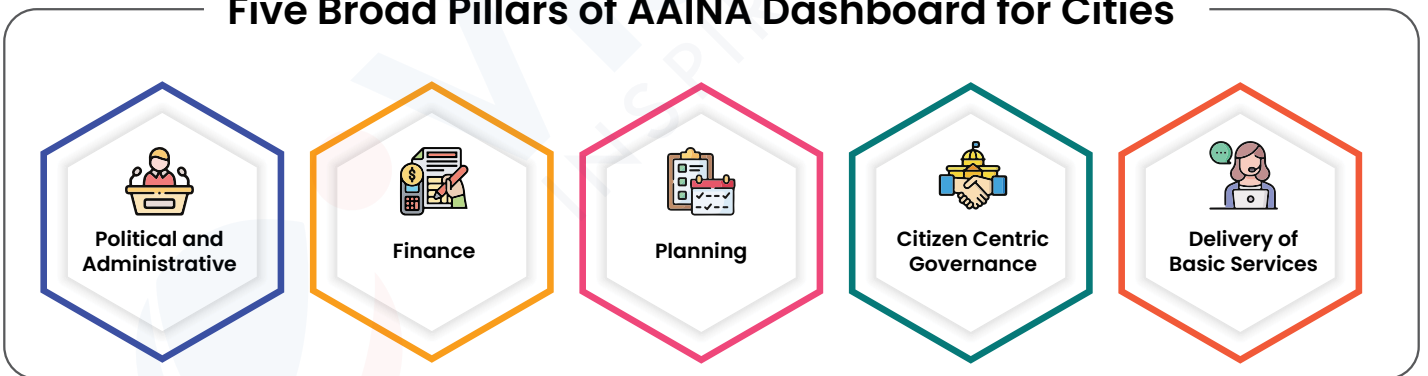 Five Broad Pillars of AAINA Dashboard for Cities
Political and
Administrative
Finance
Planning
Citizen Centric
Governance
Delivery of
Basic Services